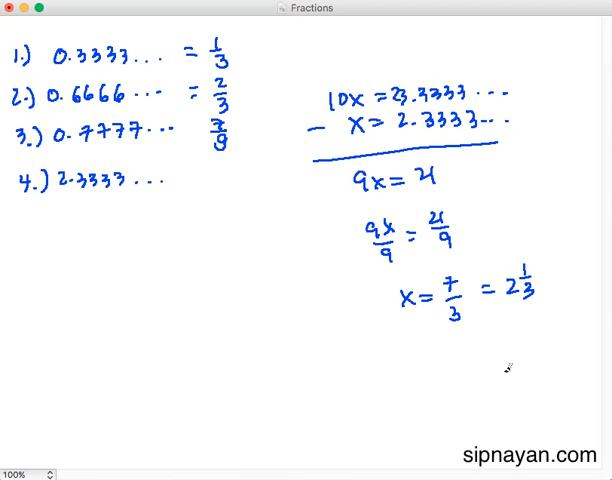 Fractions
1.) 0.3333... = 1/3
2.) 0.6666... = 2/3
3.) 0.7777... 7/9
4.) 2.3333...
10x = 23.3333...
- x = 2.3333...
9x = 21
9x/9 = 21/9
x = 7/3 = 2 1/3
sipnayan.com
100%